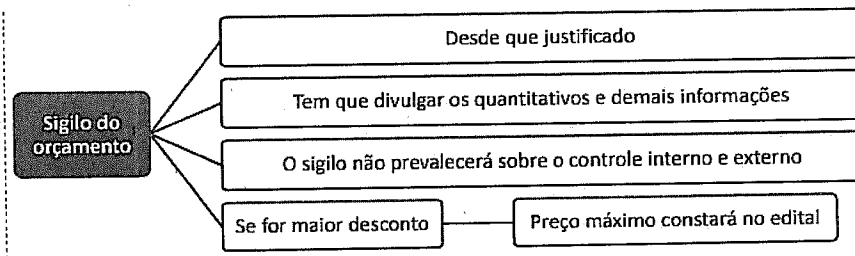 Sigilo do
orçamento
Desde que justificado
Tem que divulgar os quantitativos e demais informações
O sigilo não prevalecerá sobre o controle interno e externo
Se for maior desconto
Preço máximo constará no edital